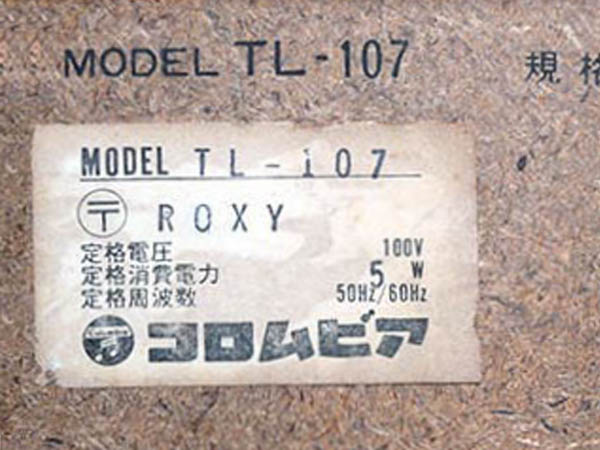 MODEL TL-107 規格
MODEL TL-107
〒 ROXY
定格電圧 100V
定格消費電力 5 W
定格周波数 50Hz/60Hz
コロムビア